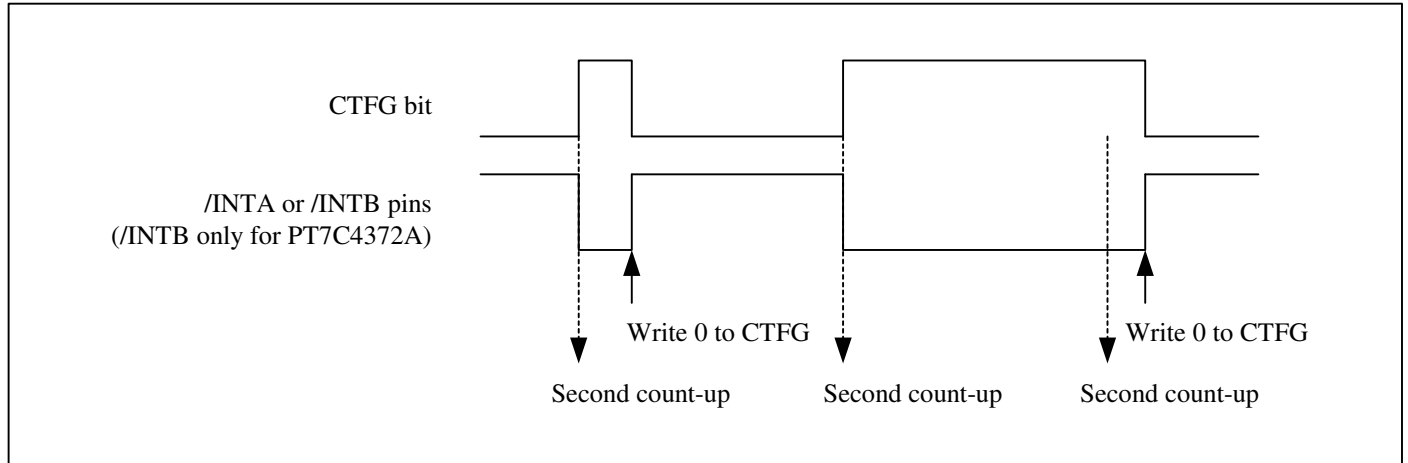 CTFG bit
/INTA or /INTB pins
(/INTB only for PT7C4372A)
Write 0 to CTFG
Write 0 to CTFG
Second count-up
Second count-up
Second count-up